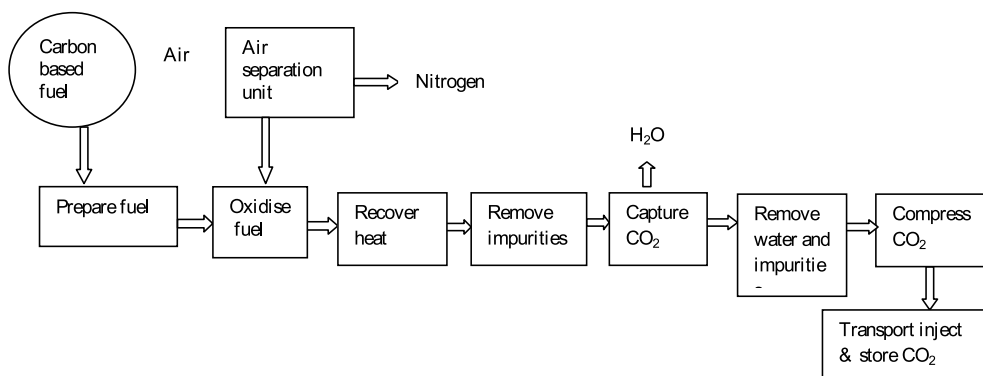 Carbon
based
fuel
Air
Air
separation
unit
Nitrogen
H₂O
Prepare fuel
Oxidise
fuel
Recover
heat
Remove
impurities
Capture
CO₂
Remove
water and
impuritie
Compress
CO₂
Transport inject
& store CO₂